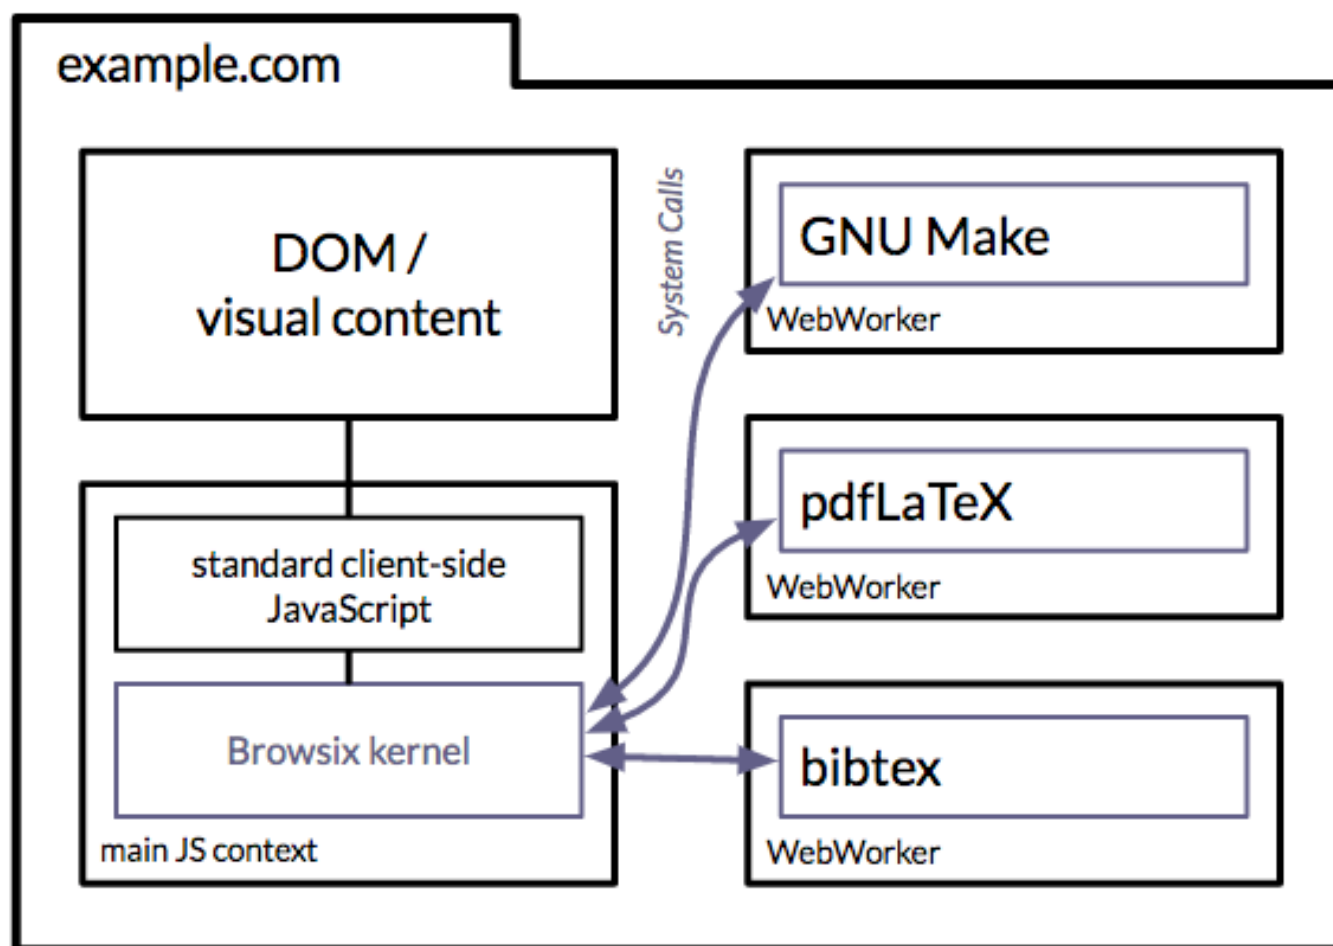 example.com
DOM /
visual content
standard client-side
JavaScript
Browsix kernel
main JS context
System Calls
GNU Make
WebWorker
pdfLaTeX
WebWorker
bibtex
WebWorker